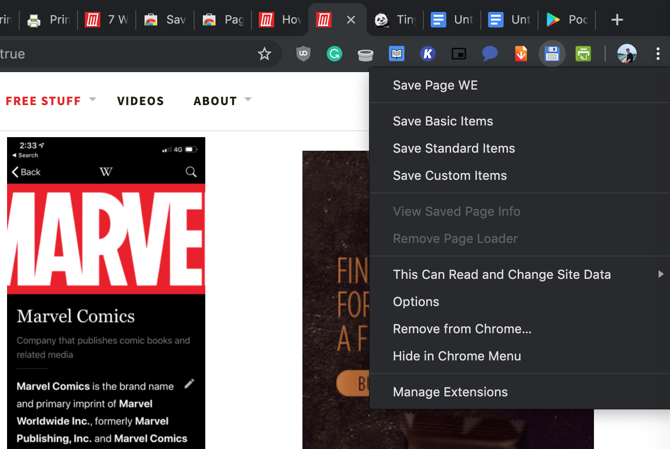 Prin
7 W
Sav
Pag
Hov
Tiny
Unt
Unt
Poc
true
FREE STUFF
VIDEOS
ABOUT
2:33
Search
4G
Back
W
MARVE
Marvel Comics
Company that publishes comic books and
related media
Marvel Comics is the brand name
and primary imprint of Marvel
Worldwide Inc., formerly Marvel
Publishing, Inc. and Marvel Comics
FIN
FOR
A F
B
Save Page WE
Save Basic Items
Save Standard Items
Save Custom Items
View Saved Page Info
Remove Page Loader
This Can Read and Change Site Data
Options
Remove from Chrome...
Hide in Chrome Menu
Manage Extensions